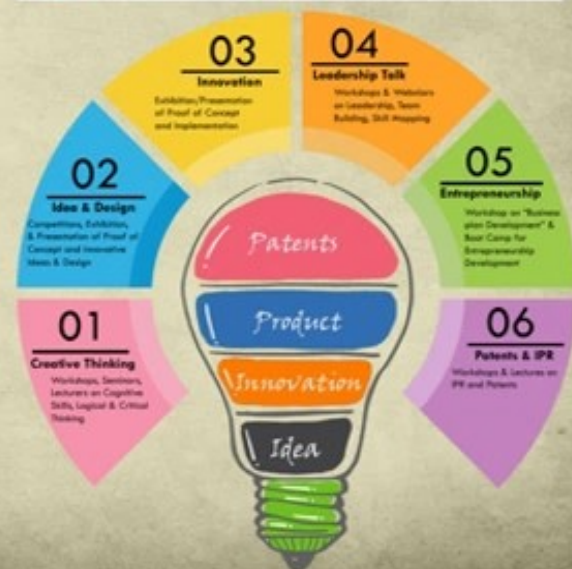 01
Creative Thinking
Workshops, Seminars,
Lecturers on Cognitive
Skills, Logical & Critical
Thinking
02
Idea & Design
Competitions, Exhibition,
& Presentation of Proof of
Concept and Innovative
Ideas & Design
03
Innovation
Exhibition/Presentation
of Proof of Concept
and Implementation
04
Leadership Talk
Workshops & Webinars
on Leadership, Team
Building, Skill Mapping
05
Entrepreneurship
Workshop on "Business
plan Development" &
Boot Camp for
Entrepreneurship
Development
06
Patents & IPR
Workshops & Lectures on
IPR and Patents
Patents
Product
Innovation
Idea